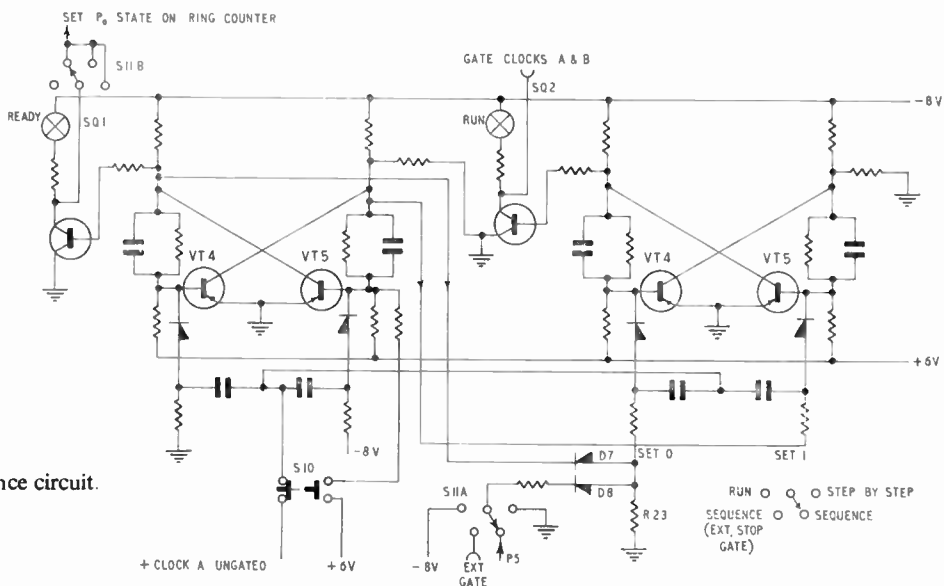 SET P₀ STATE ON RING COUNTER
S11B
READY
SQ1
GATE CLOCKS A & B
SQ2
RUN
-8V
VT4
VT5
VT4
VT5
+6V
-8V
S10
nce circuit.
+ CLOCK A UNGATED
+6V
-8V
S11A
EXT
GATE
P5
D7
D8
SET 0
SET 1
R23
RUN
STEP BY STEP
SEQUENCE
(EXT, STOP
GATE)
SEQUENCE